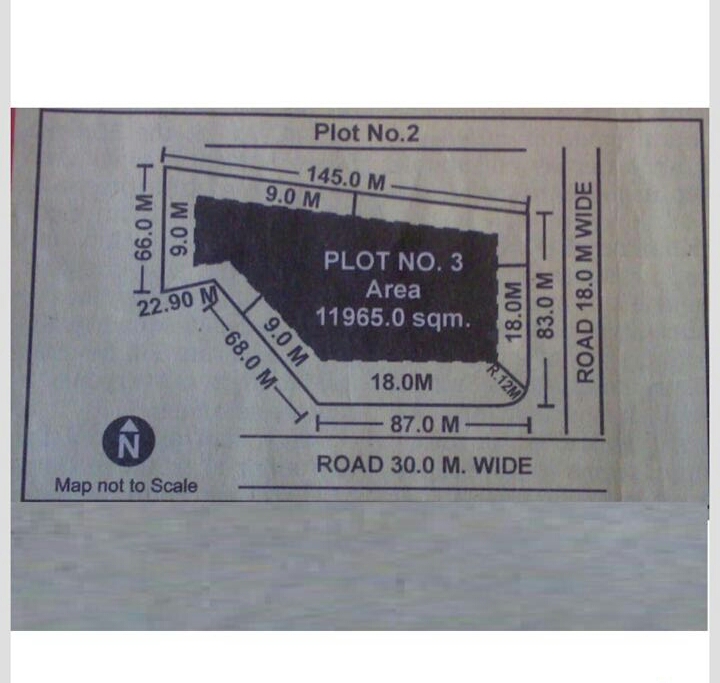 Plot No.2
145.0 M
9.0 M
66.0 M
9.0 M
PLOT NO. 3
Area
11965.0 sqm.
18.0M
83.0 M
ROAD 18.0 M WIDE
22.90 M
9.0 M
68.0 M
18.0M
R.12M
87.0 M
N
ROAD 30.0 M. WIDE
Map not to Scale